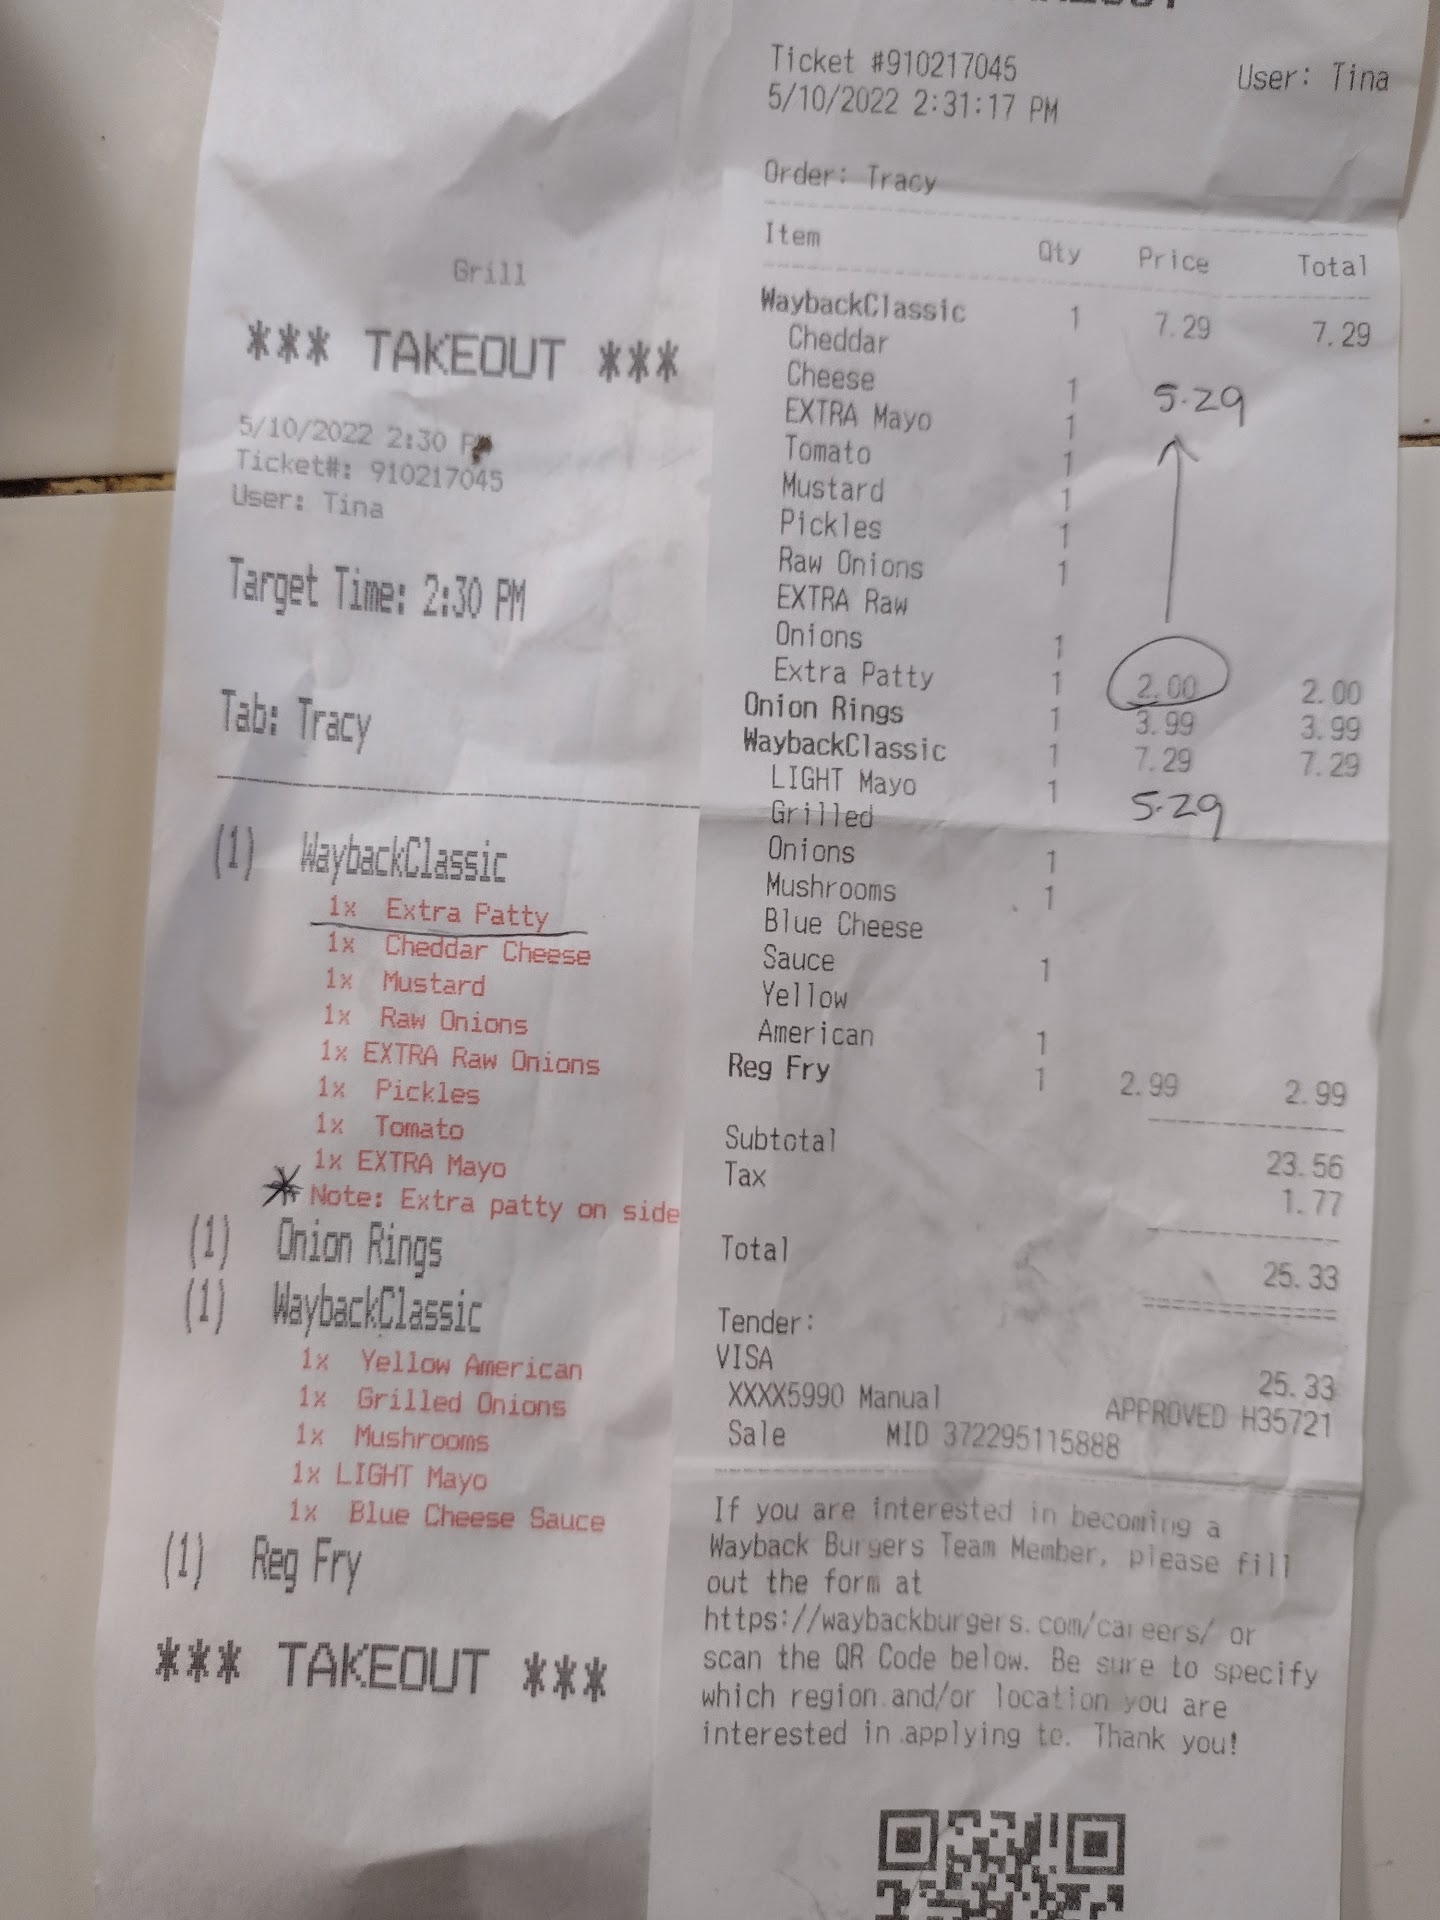 Grill
*** TAKEOUT ***
5/10/2022 2:30 PM
Ticket#: 910217045
User: Tina
Target Time: 2:30 PM
Tab: Tracy
(1) WaybackClassic
1x Extra Patty
1x Cheddar Cheese
1x Mustard
1x Raw Onions
1x EXTRA Raw Onions
1x Pickles
1x Tomato
1x EXTRA Mayo
* Note: Extra patty on side
(1) Onion Rings
(1) WaybackClassic
1x Yellow American
1x Grilled Onions
1x Mushrooms
1x LIGHT Mayo
1x Blue Cheese Sauce
(1) Reg Fry
*** TAKEOUT ***
Ticket #910217045 User: Tina
5/10/2022 2:31:17 PM
Order: Tracy
Item Qty Price Total
WaybackClassic 1 7.29 7.29
Cheddar
Cheese 1 5.29
EXTRA Mayo 1
Tomato 1
Mustard 1
Pickles 1
Raw Onions 1
EXTRA Raw
Onions 1
Extra Patty 1 2.00 2.00
Onion Rings 1 3.99 3.99
WaybackClassic 1 7.29 7.29
LIGHT Mayo 1 5.29
Grilled
Onions 1
Mushrooms 1
Blue Cheese
Sauce 1
Yellow
American 1
Reg Fry 1 2.99 2.99
Subtotal 23.56
Tax 1.77
Total 25.33
Tender:
VISA 25.33
XXXX5990 Manual APPROVED H35721
Sale MID 372295115888
If you are interested in becoming a
Wayback Burgers Team Member, please fill
out the form at
https://waybackburgers.com/careers/ or
scan the QR Code below. Be sure to specify
which region and/or location you are
interested in applying to. Thank you!